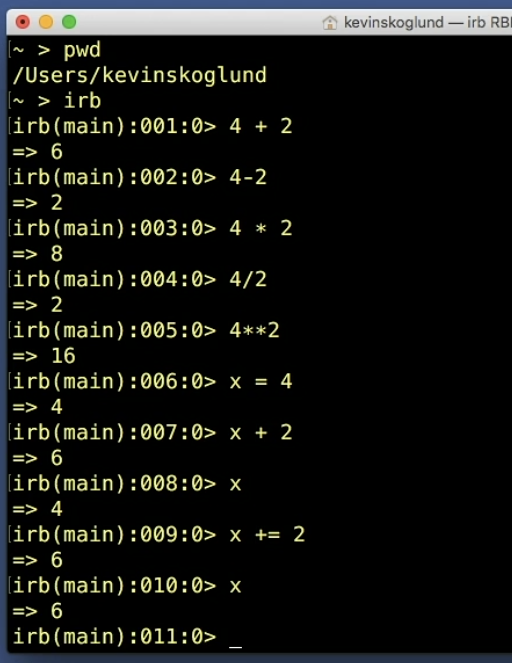 kevinskoglund — irb RB
~ > pwd
/Users/kevinskoglund
~ > irb
irb(main):001:0> 4 + 2
=> 6
irb(main):002:0> 4-2
=> 2
irb(main):003:0> 4 * 2
=> 8
irb(main):004:0> 4/2
=> 2
irb(main):005:0> 4**2
=> 16
irb(main):006:0> x = 4
=> 4
irb(main):007:0> x + 2
=> 6
irb(main):008:0> x
=> 4
irb(main):009:0> x += 2
=> 6
irb(main):010:0> x
=> 6
irb(main):011:0> _